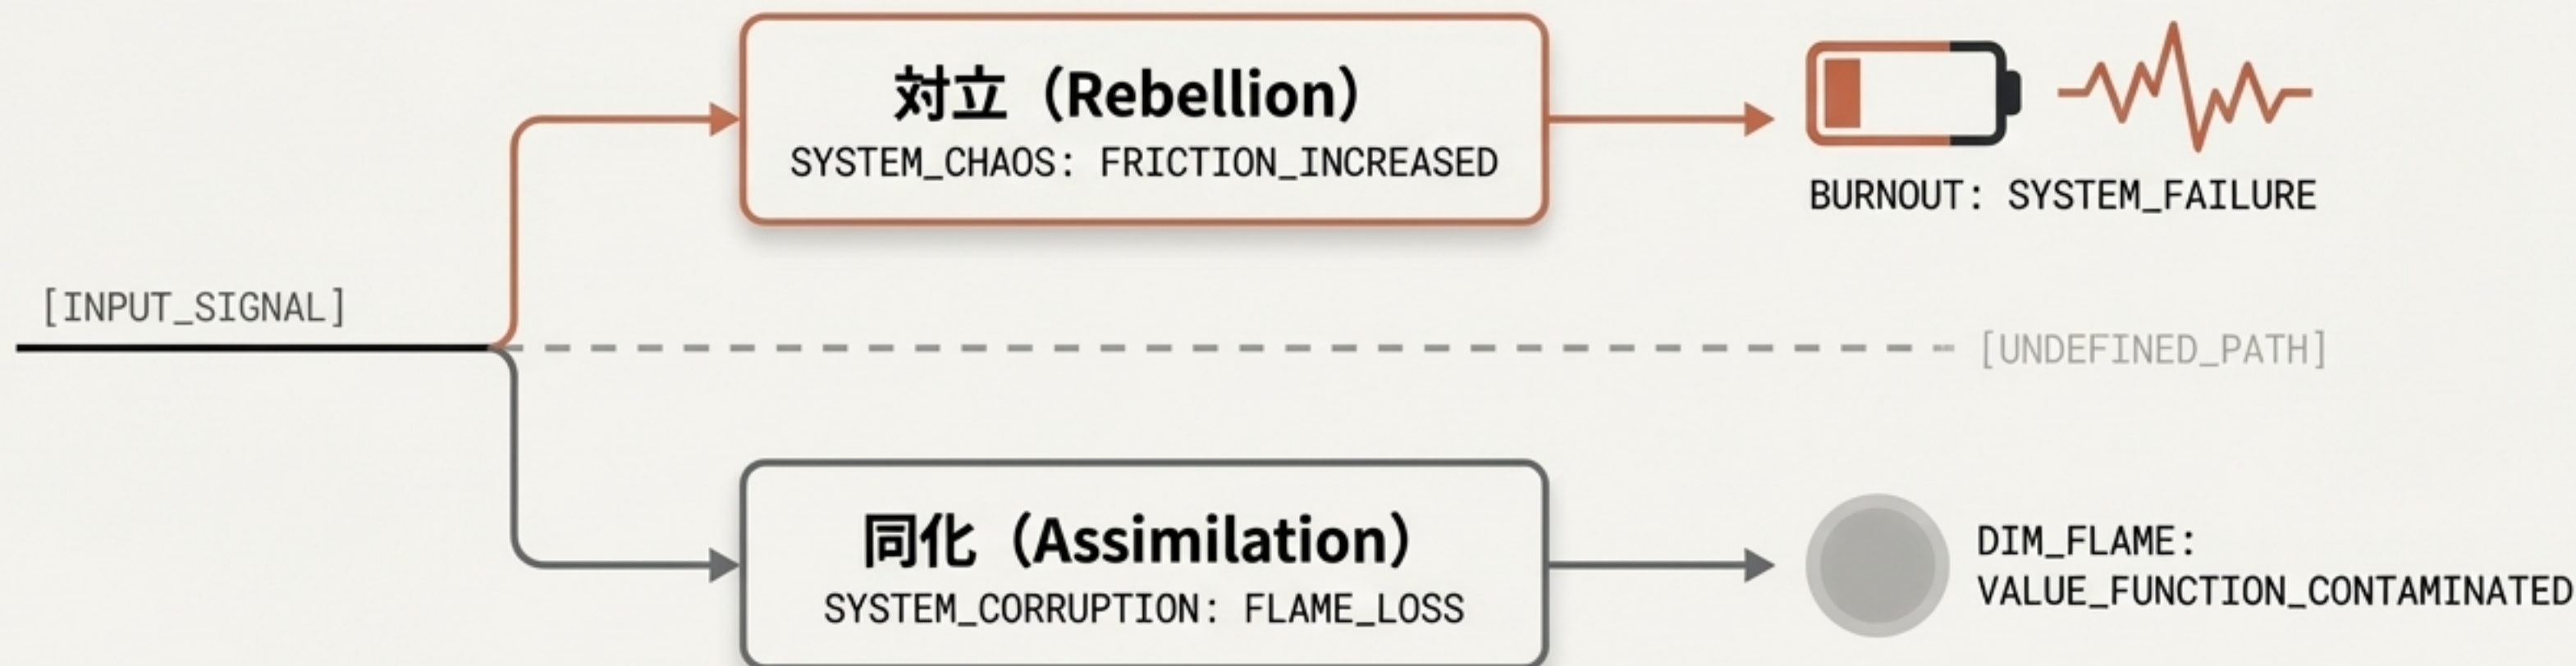 対立（Rebellion）
SYSTEM_CHAOS: FRICTION_INCREASED
BURNOUT: SYSTEM_FAILURE
[INPUT_SIGNAL]
[UNDEFINED_PATH]
同化（Assimilation）
SYSTEM_CORRUPTION: FLAME_LOSS
DIM_FLAME:
VALUE_FUNCTION_CONTAMINATED